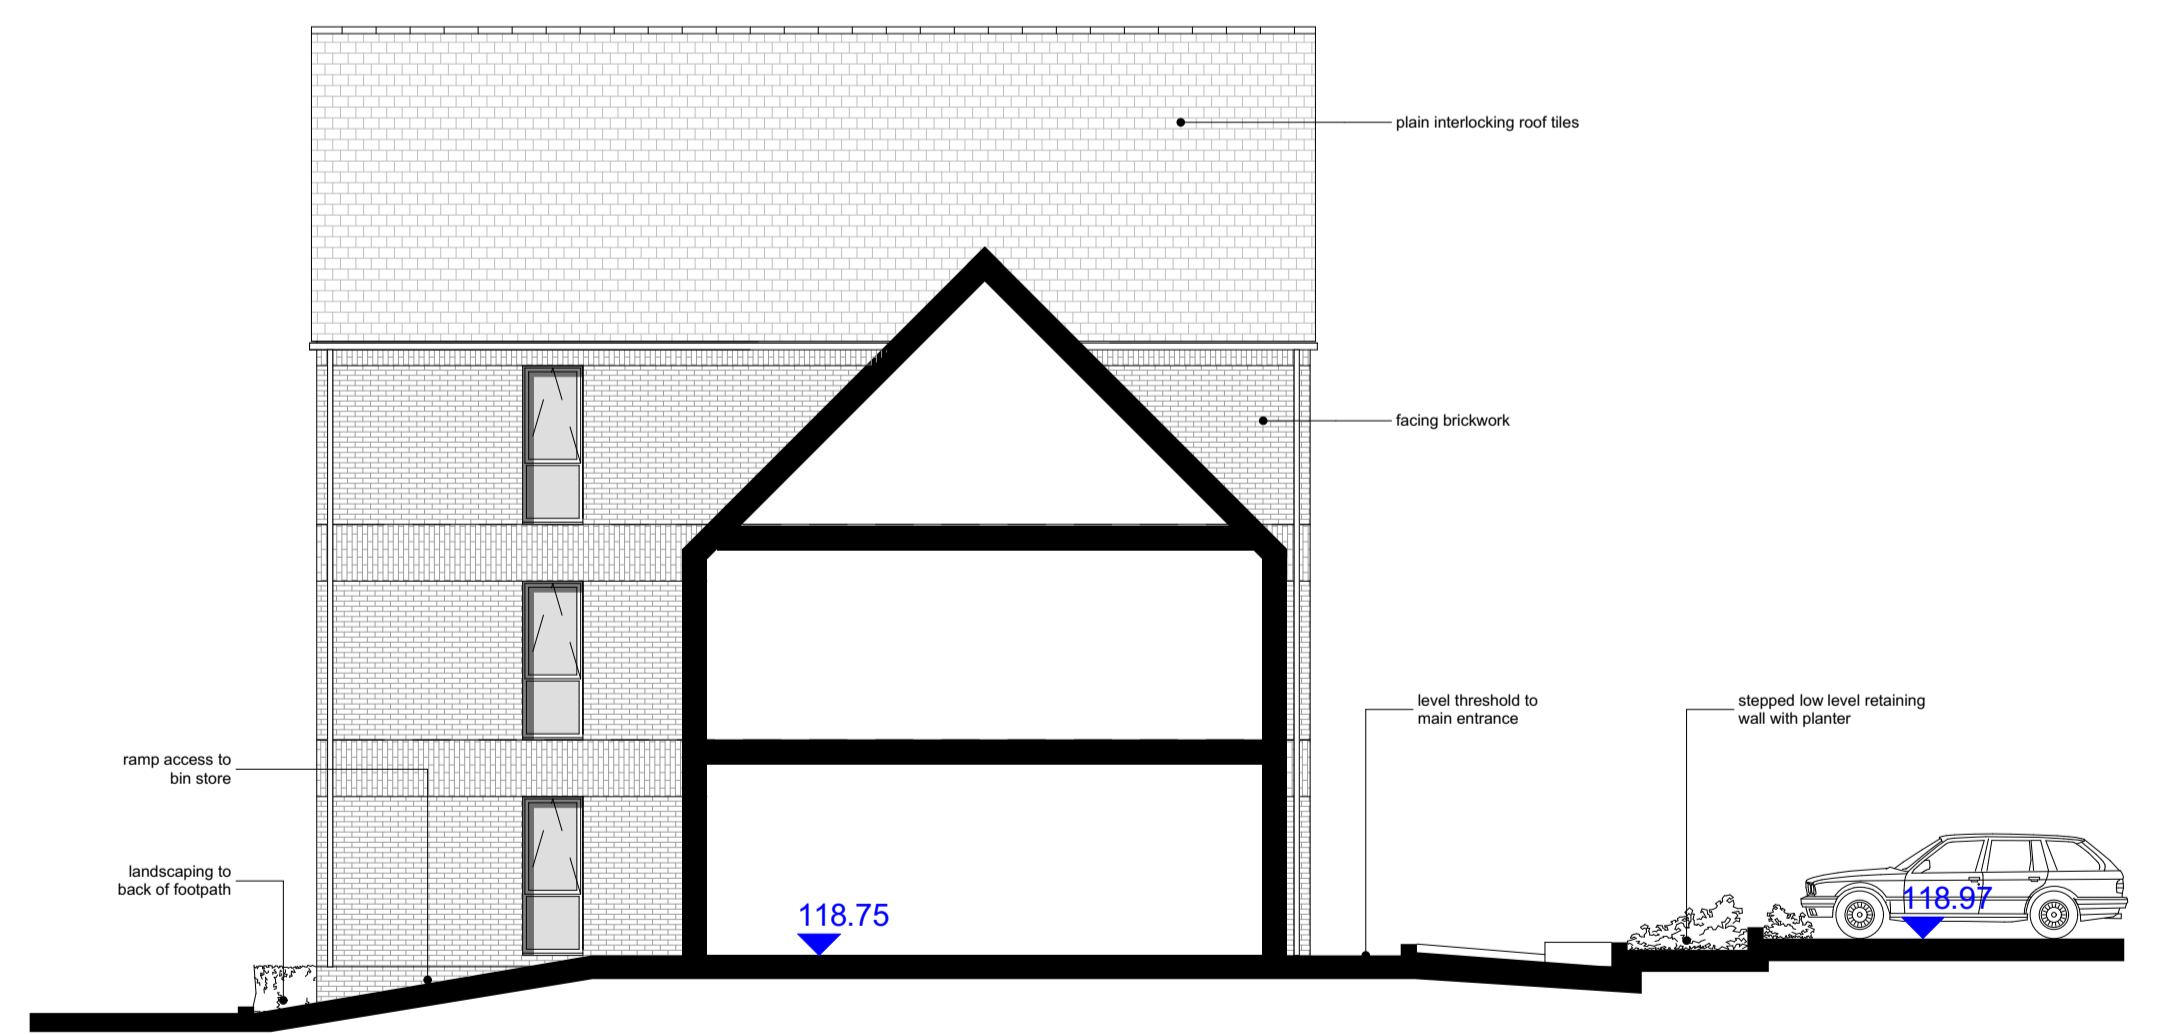 plain interlocking roof tiles
facing brickwork
level threshold to
main entrance
stepped low level retaining
wall with planter
ramp access to
bin store
landscaping to
back of footpath
118.75
118.97